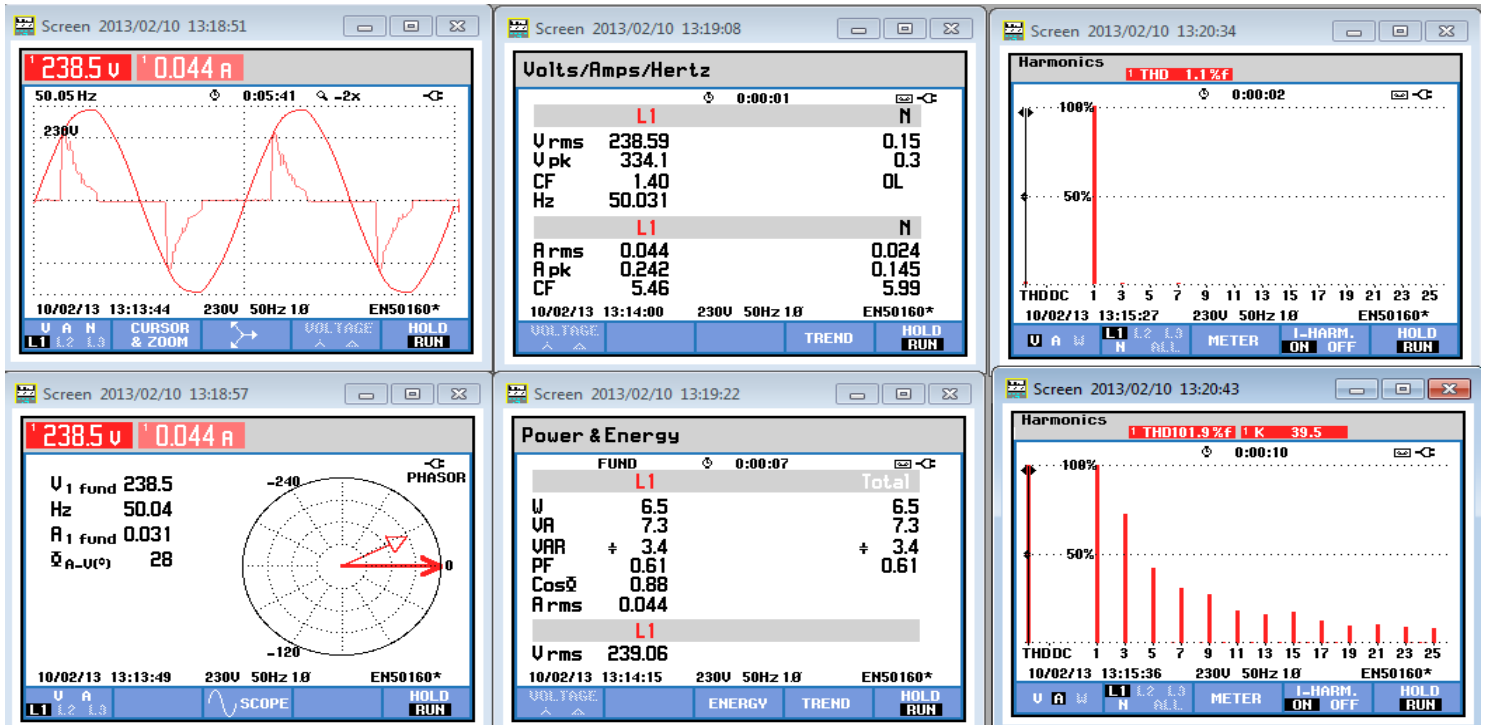 Screen 2013/02/10 13:18:51
1 238.5 V 1 0.044 A
50.05 Hz 0:05:41 -2x
230V
10/02/13 13:13:44 230V 50Hz 1Ø EN50160*
V A N CURSOR VOLTAGE HOLD
L1 L2 L3 & ZOOM RUN
Screen 2013/02/10 13:19:08
Volts/Amps/Hertz
0:00:01
L1 N
V rms 238.59 0.15
V pk 334.1 0.3
CF 1.40 OL
Hz 50.031
L1 N
A rms 0.044 0.024
A pk 0.242 0.145
CF 5.46 5.99
10/02/13 13:14:00 230V 50Hz 1Ø EN50160*
VOLTAGE TREND HOLD
RUN
Screen 2013/02/10 13:20:34
Harmonics
1 THD 1.1%f
0:00:02
100%
50%
THD DC 1 3 5 7 9 11 13 15 17 19 21 23 25
10/02/13 13:15:27 230V 50Hz 1Ø EN50160*
V A W L1 L2 L3 METER I-HARM. HOLD
N ALL ON OFF RUN
Screen 2013/02/10 13:18:57
1 238.5 V 1 0.044 A
PHASOR
V1 fund 238.5
Hz 50.04
A1 fund 0.031
Φ A-V(°) 28
-240
0
-120
10/02/13 13:13:49 230V 50Hz 1Ø EN50160*
V A SCOPE HOLD
L1 L2 L3 RUN
Screen 2013/02/10 13:19:22
Power & Energy
FUND 0:00:07
L1 Total
W 6.5 6.5
VA 7.3 7.3
VAR 3.4 3.4
PF 0.61 0.61
CosΦ 0.88
A rms 0.044
L1
V rms 239.06
10/02/13 13:14:15 230V 50Hz 1Ø EN50160*
VOLTAGE ENERGY TREND HOLD
RUN
Screen 2013/02/10 13:20:43
Harmonics
1 THD101.9%f 1 K 39.5
0:00:10
100%
50%
THD DC 1 3 5 7 9 11 13 15 17 19 21 23 25
10/02/13 13:15:36 230V 50Hz 1Ø EN50160*
V A W L1 L2 L3 METER I-HARM. HOLD
N ALL ON OFF RUN